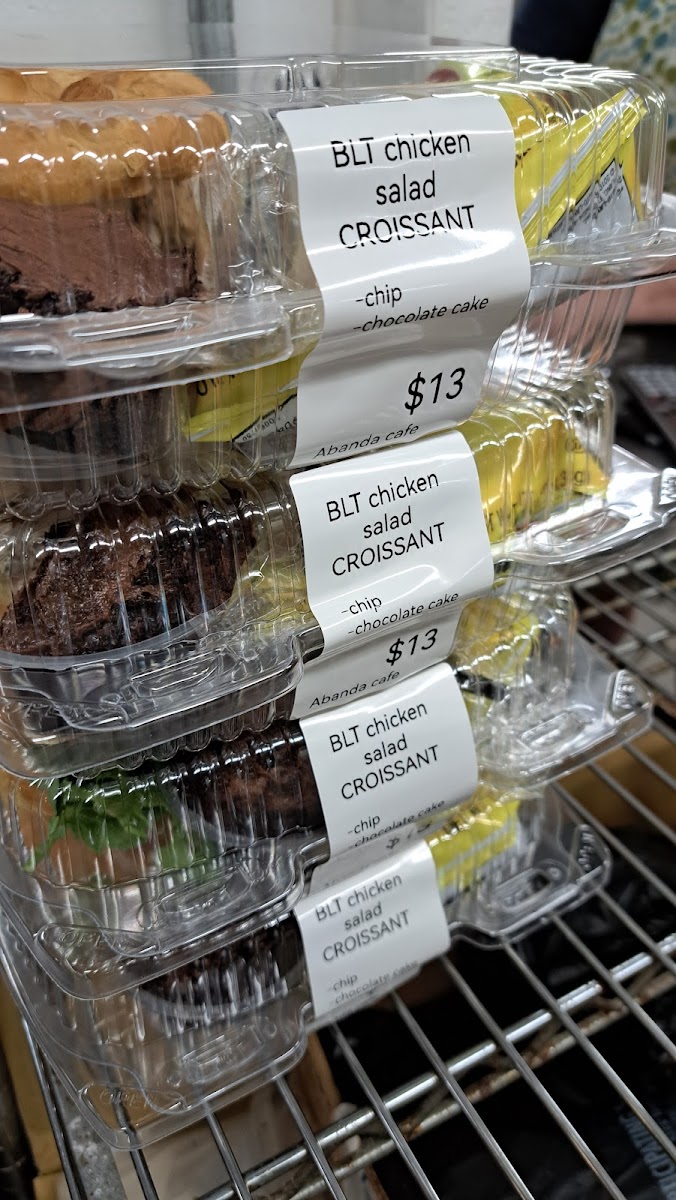 BLT chicken
salad
CROISSANT
-chip
-chocolate cake
$13
Abanda cafe
BLT chicken
salad
CROISSANT
-chip
-chocolate cake
$13
Abanda cafe
BLT chicken
salad
CROISSANT
-chip
-chocolate cake
BLT chicken
salad
CROISSANT
-chip
-chocolate cake